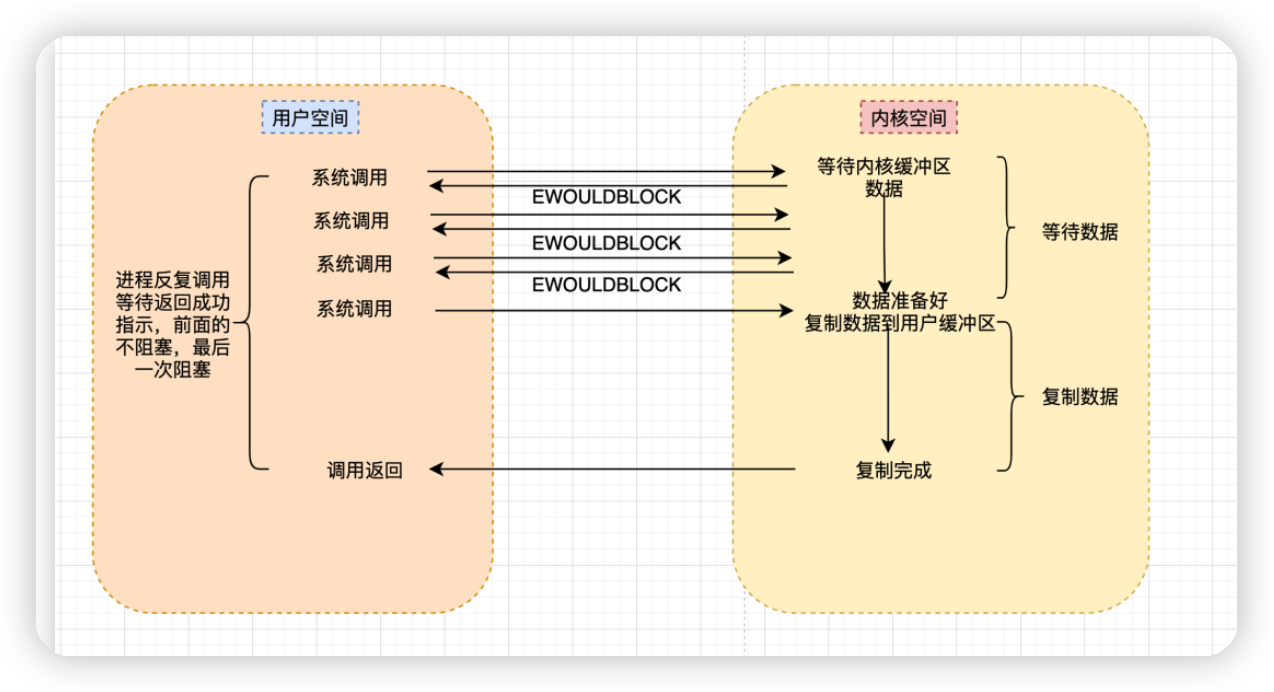 用户空间
系统调用
系统调用
系统调用
系统调用
调用返回
进程反复调用
等待返回成功
指示，前面的
不阻塞，最后
一次阻塞
EWOULDBLOCK
EWOULDBLOCK
EWOULDBLOCK
内核空间
等待内核缓冲区
数据
数据准备好
复制数据到用户缓冲区
复制完成
等待数据
复制数据